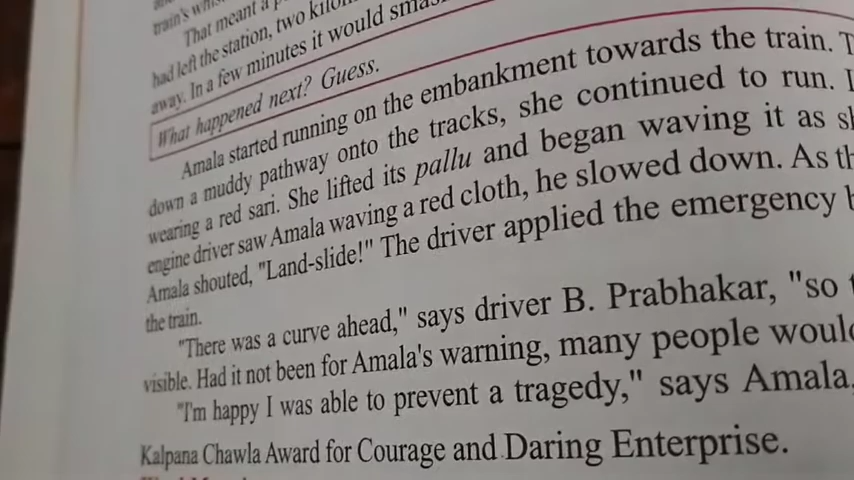 train's
That meant a
had left the station, two
away. In a few minutes it would
What happened next? Guess.
Amala started running on the embankment towards the train.
down a muddy pathway onto the tracks, she continued to run.
wearing a red sari. She lifted its pallu and began waving it as
engine driver saw Amala waving a red cloth, he slowed down. As
Amala shouted, "Land-slide!" The driver applied the emergency
the train.
"There was a curve ahead," says driver B. Prabhakar, "so
visible. Had it not been for Amala's warning, many people
"I'm happy I was able to prevent a tragedy," says Amala,
Kalpana Chawla Award for Courage and Daring Enterprise.